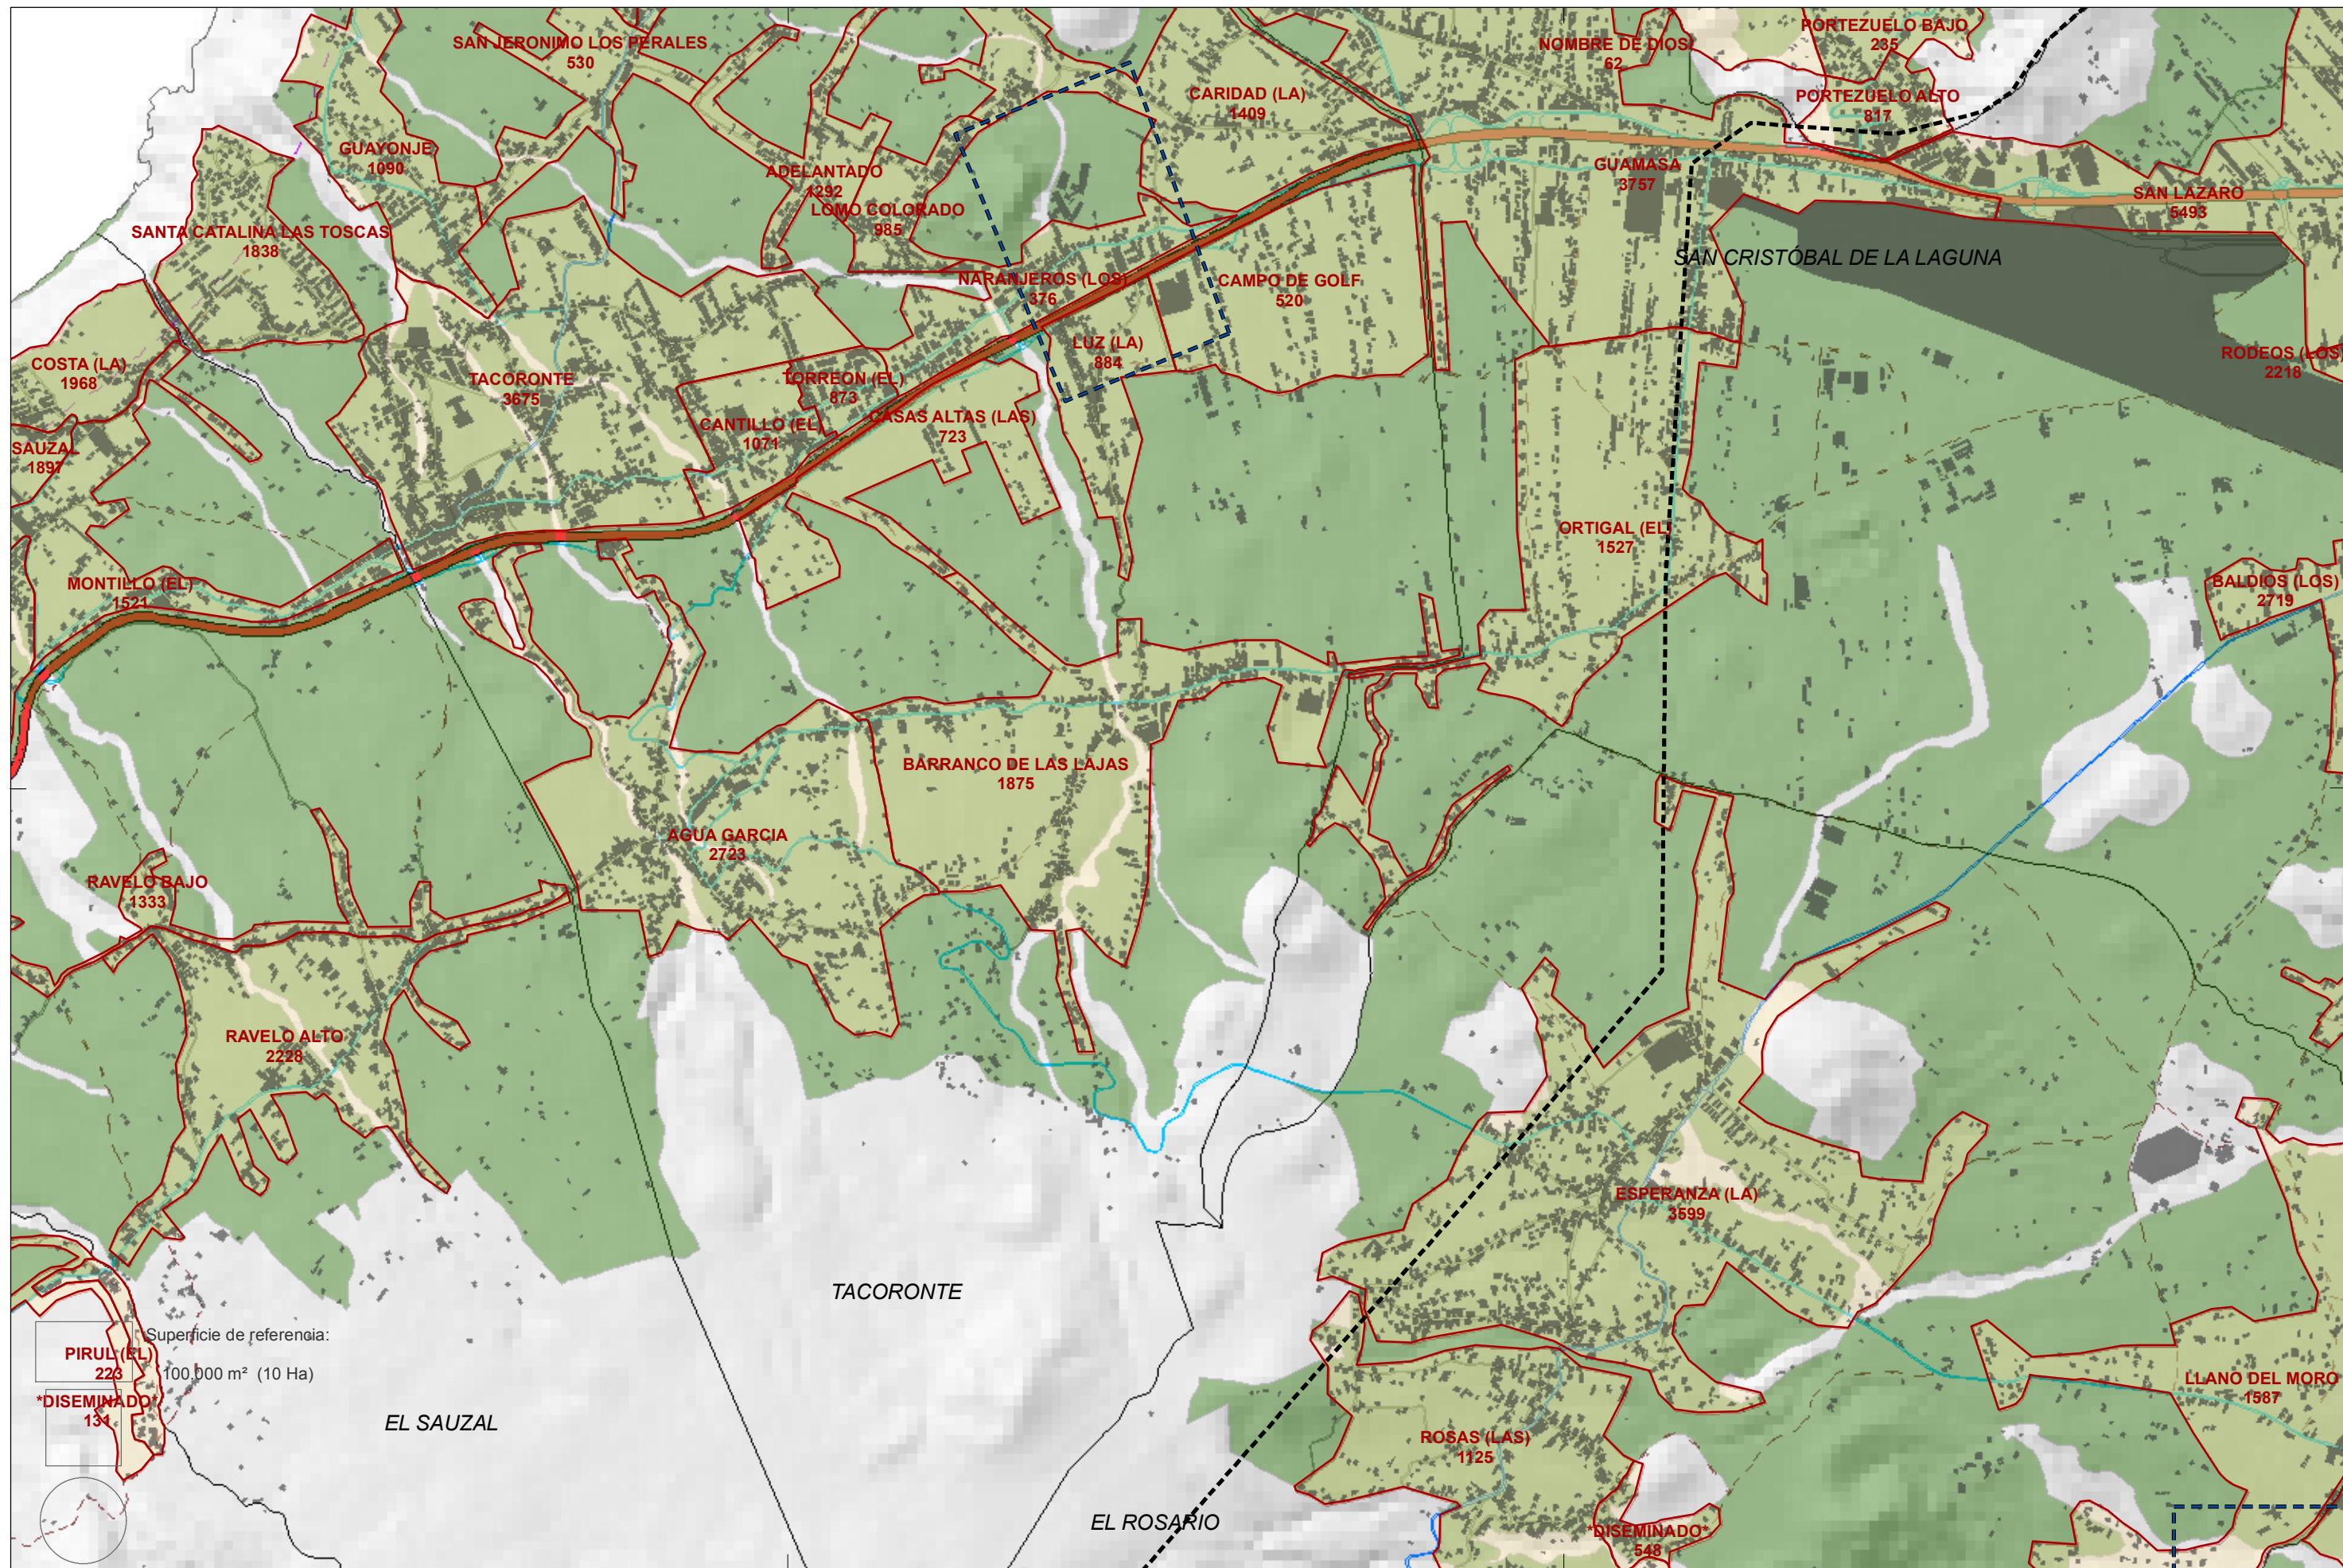 SAN JERONIMO LOS PERALES
530
NOMBRE DE DIOS
62
PORTEZUELO BAJO
235
CARIDAD (LA)
1409
PORTEZUELO ALTO
817
GUAYONJE
1090
ADELANTADO
1292
GUAMASA
3757
LOMO COLORADO
985
SAN LAZARO
5493
SANTA CATALINA LAS TOSCAS
1838
SAN CRISTÓBAL DE LA LAGUNA
NARANJEROS (LOS)
376
CAMPO DE GOLF
520
LUZ (LA)
884
RODEOS (LOS)
2218
COSTA (LA)
1968
TACORONTE
3675
TORREON (EL)
873
CASAS ALTAS (LAS)
723
CANTILLO (EL)
1071
SAUZAL
1897
ORTIGAL (EL)
1527
MONTILLO (EL)
1521
BALDIOS (LOS)
2719
BARRANCO DE LAS LAJAS
1875
AGUA GARCIA
2723
RAVELO BAJO
1333
RAVELO ALTO
2228
ESPERANZA (LA)
3599
TACORONTE
Superficie de referencia:
100.000 m² (10 Ha)
PIRUL (EL)
223
*DISEMINADO*
131
EL SAUZAL
LLANO DEL MORO
1587
ROSAS (LAS)
1125
EL ROSARIO
*DISEMINADO*
548